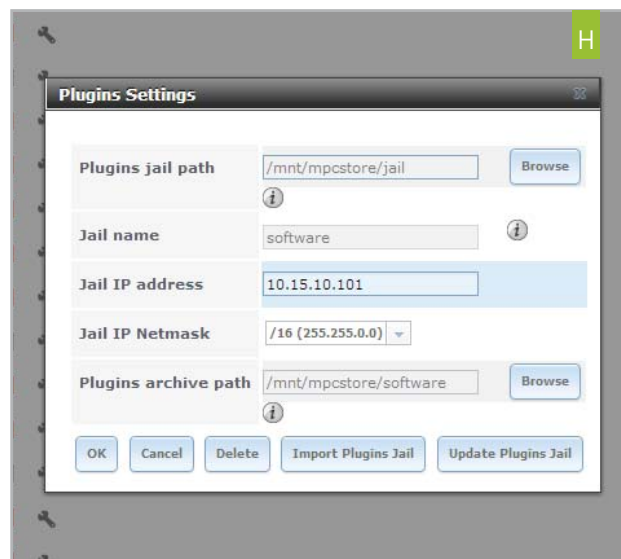 H
Plugins Settings
Plugins jail path /mnt/mpcstore/jail Browse
i
Jail name software i
Jail IP address 10.15.10.101
Jail IP Netmask /16 (255.255.0.0)
Plugins archive path /mnt/mpcstore/software Browse
i
OK Cancel Delete Import Plugins Jail Update Plugins Jail